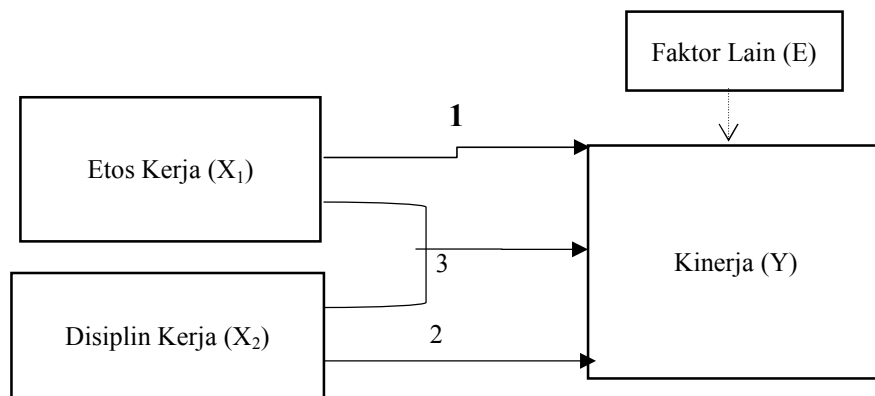 Faktor Lain (E)
1
Etos Kerja (X₁)
3
Kinerja (Y)
Disiplin Kerja (X₂)
2